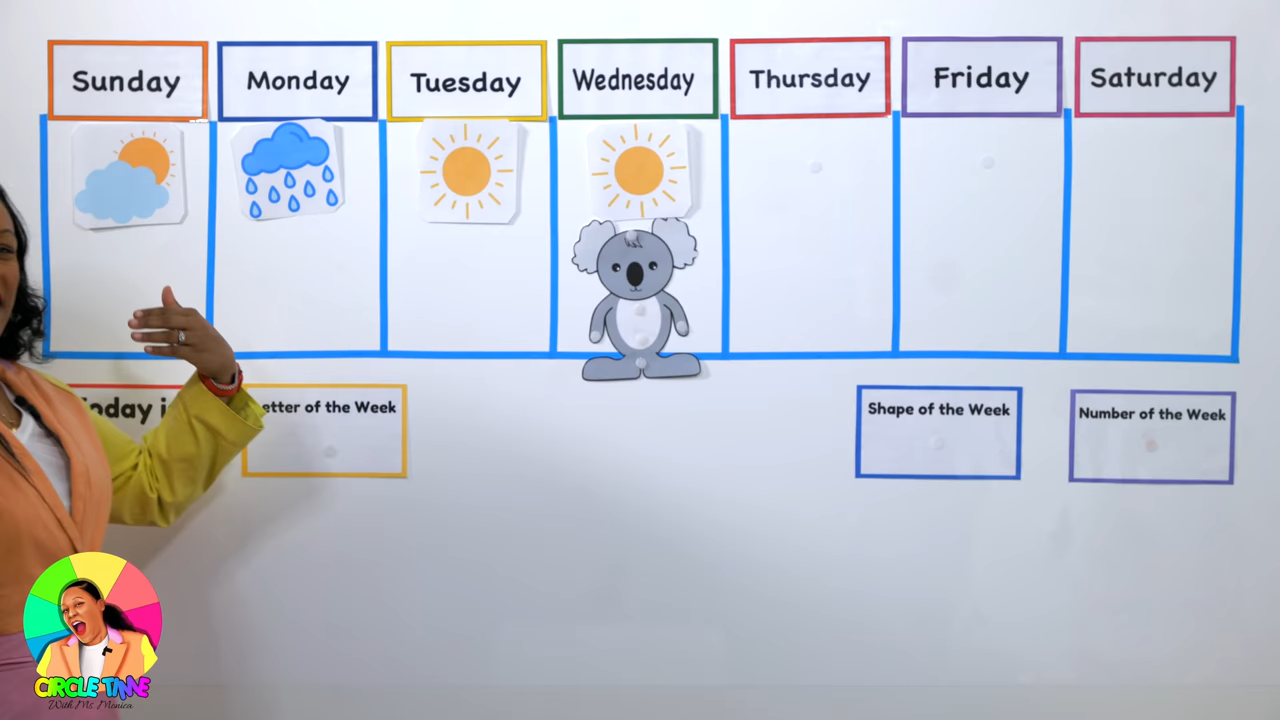 Sunday
Monday
Tuesday
Wednesday
Thursday
Friday
Saturday
Today i
etter of the Week
Shape of the Week
Number of the Week
CIRCLE TIME
With Ms. Monica